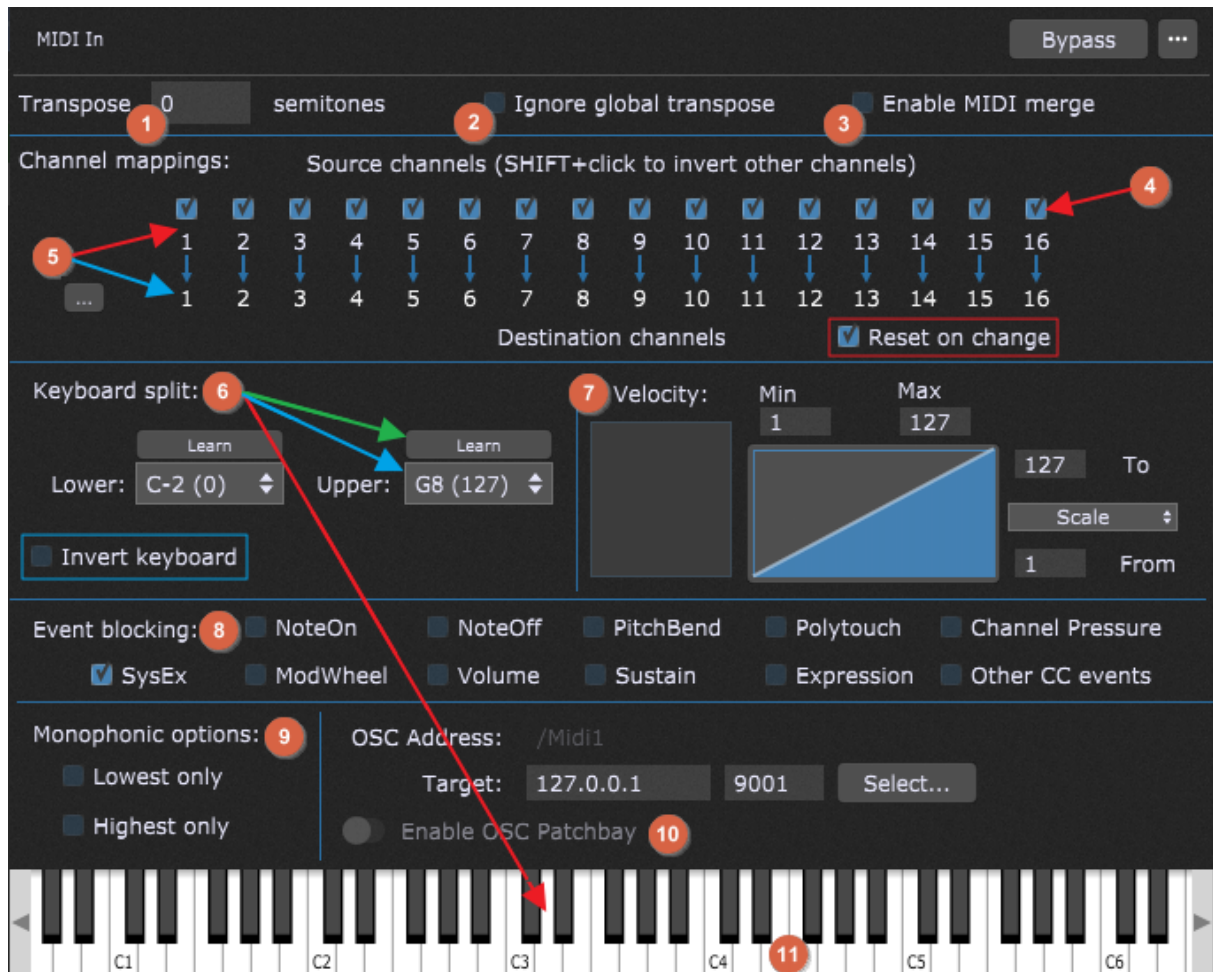 MIDI In Bypass ...
Transpose 0 semitones Ignore global transpose Enable MIDI merge
1 2 3
Channel mappings: Source channels (SHIFT+click to invert other channels)
4
1 2 3 4 5 6 7 8 9 10 11 12 13 14 15 16
5
... 1 2 3 4 5 6 7 8 9 10 11 12 13 14 15 16
Destination channels Reset on change
Keyboard split: 6 7 Velocity: Min Max
1 127
Learn Learn
Lower: C-2 (0) Upper: G8 (127) 127 To
Scale
Invert keyboard 1 From
Event blocking: 8 NoteOn NoteOff PitchBend Polytouch Channel Pressure
SysEx ModWheel Volume Sustain Expression Other CC events
Monophonic options: 9 OSC Address: /Midi1
Lowest only Target: 127.0.0.1 9001 Select...
Highest only Enable OSC Patchbay 10
C1 C2 C3 C4 11 C5 C6